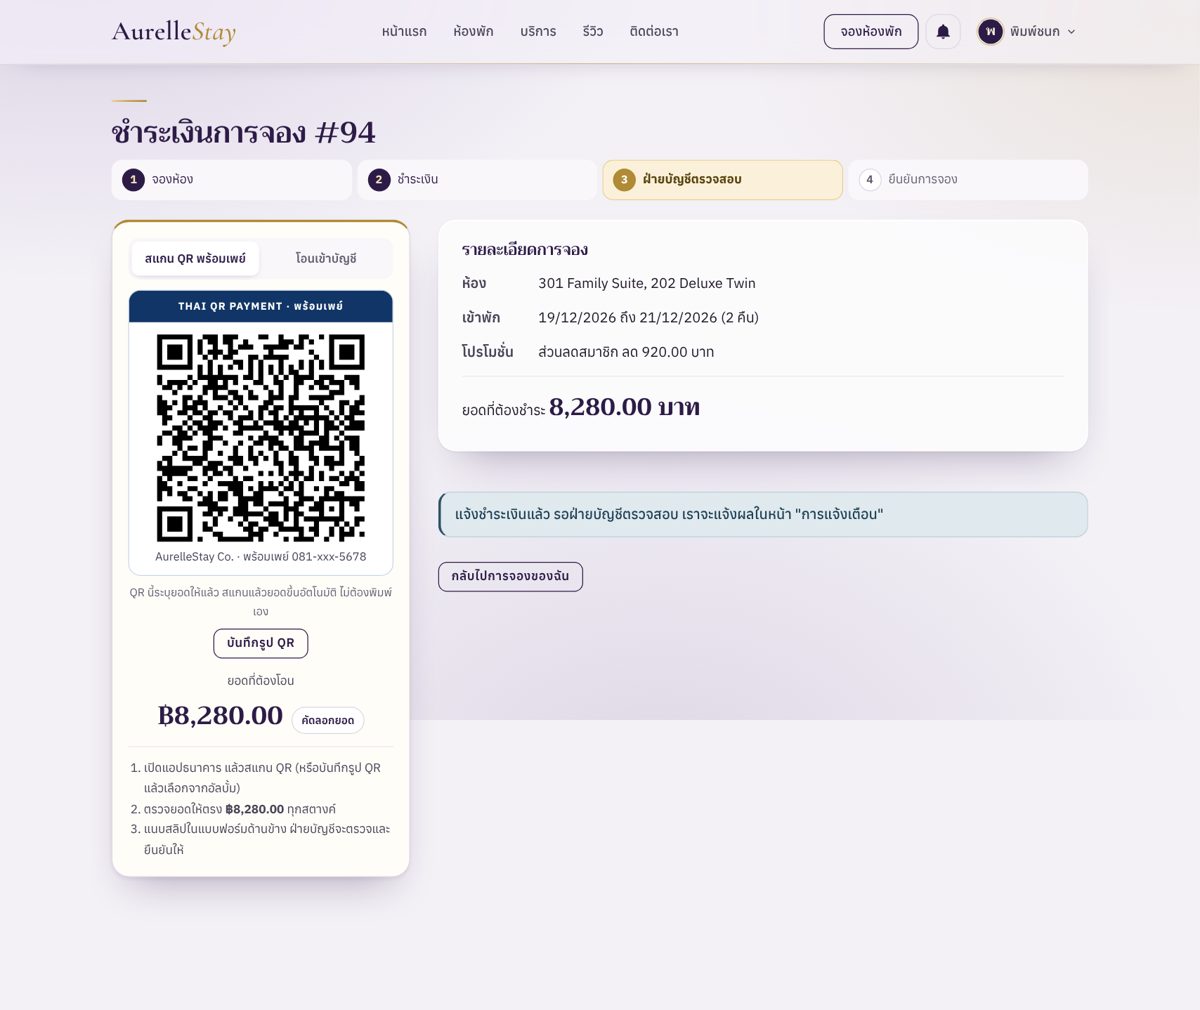 AurelleStay
หน้าแรก ห้องพัก บริการ รีวิว ติดต่อเรา จองห้องพัก พ พิมพ์ชนก
ชำระเงินการจอง #94
1 จองห้อง
2 ชำระเงิน
3 ฝ่ายบัญชีตรวจสอบ
4 ยืนยันการจอง
สแกน QR พร้อมเพย์ โอนเข้าบัญชี
THAI QR PAYMENT · พร้อมเพย์
AurelleStay Co. · พร้อมเพย์ 081-xxx-5678
QR นี้ระบุยอดให้แล้ว สแกนแล้วยอดขึ้นอัตโนมัติ ไม่ต้องพิมพ์
เอง
บันทึกรูป QR
ยอดที่ต้องโอน
฿8,280.00 คัดลอกยอด
1. เปิดแอปธนาคาร แล้วสแกน QR (หรือบันทึกรูป QR
แล้วเลือกจากอัลบั้ม)
2. ตรวจยอดให้ตรง ฿8,280.00 ทุกสตางค์
3. แนบสลิปในแบบฟอร์มด้านข้าง ฝ่ายบัญชีจะตรวจและ
ยืนยันให้
รายละเอียดการจอง
ห้อง 301 Family Suite, 202 Deluxe Twin
เข้าพัก 19/12/2026 ถึง 21/12/2026 (2 คืน)
โปรโมชั่น ส่วนลดสมาชิก ลด 920.00 บาท
ยอดที่ต้องชำระ 8,280.00 บาท
แจ้งชำระเงินแล้ว รอฝ่ายบัญชีตรวจสอบ เราจะแจ้งผลในหน้า "การแจ้งเตือน"
กลับไปการจองของฉัน